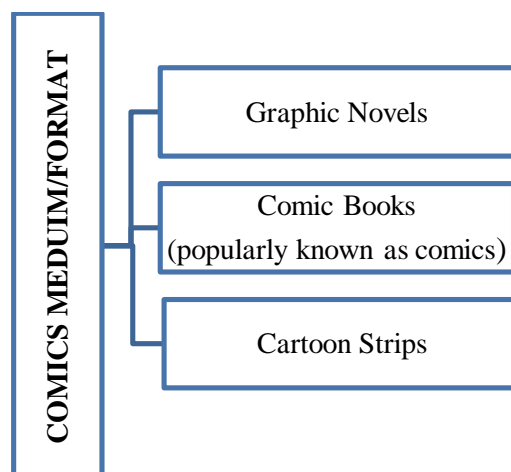 COMICS MEDUIM/FORMAT
Graphic Novels
Comic Books
(popularly known as comics)
Cartoon Strips